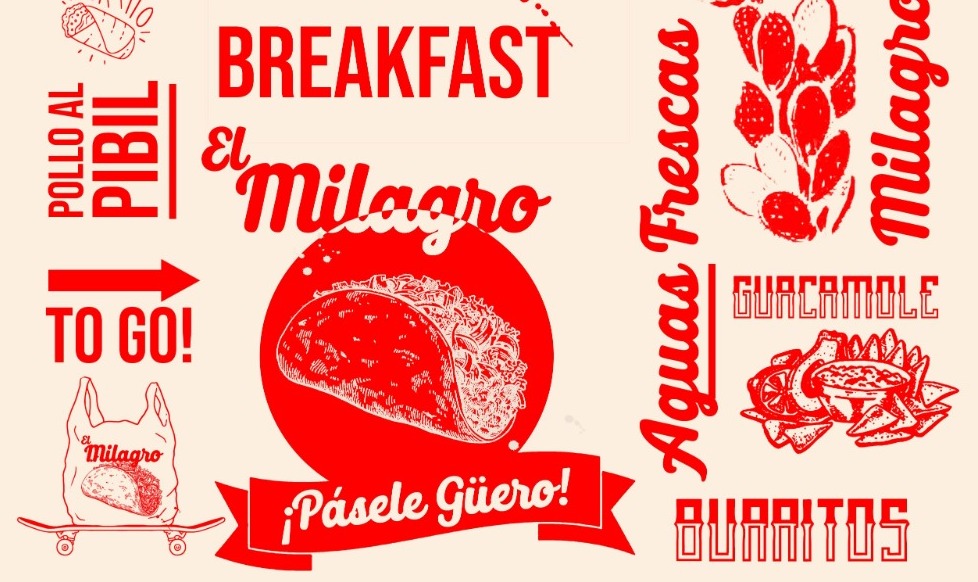 BREAKFAST
POLLO AL
PIBIL
El
Milagro
TO GO!
El
Milagro
¡Pásele Güero!
Aguas Frescas
Milagro
GUACAMOLE
BURRITOS